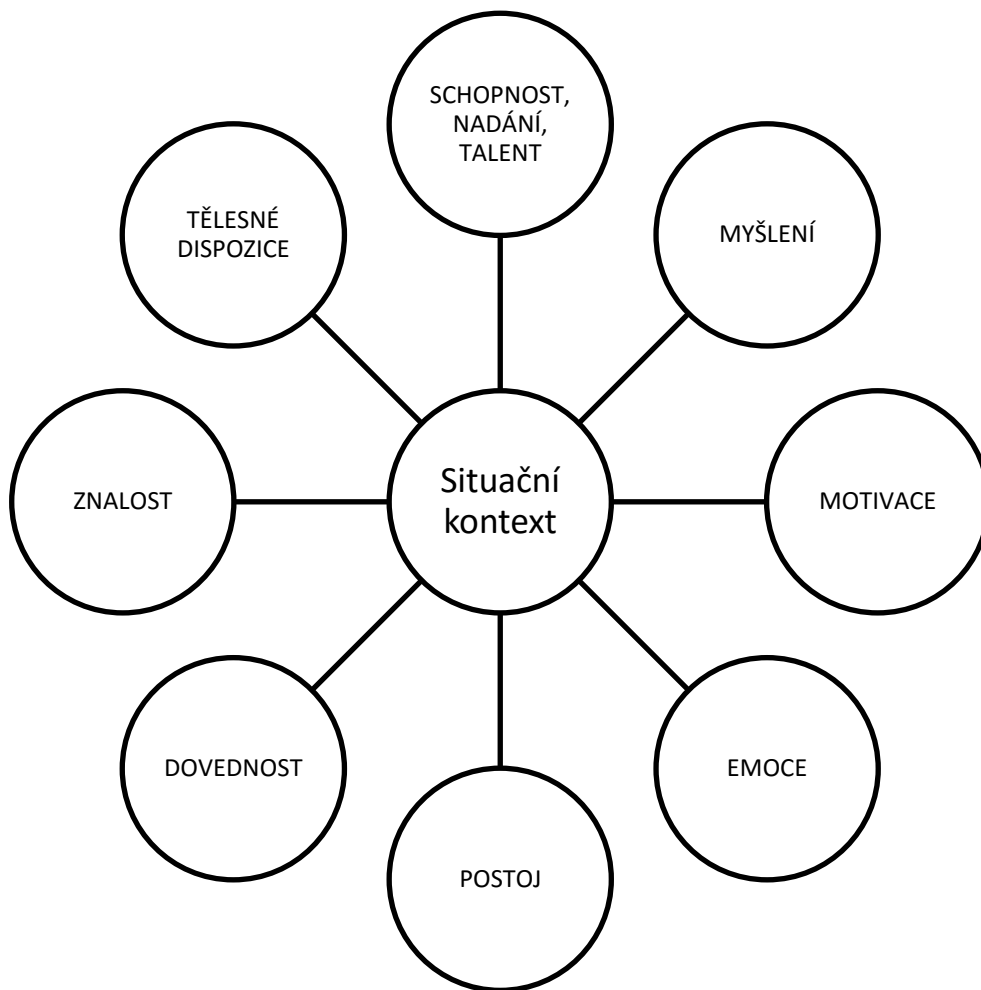 SCHOPNOST,
NADÁNÍ,
TALENT
TĚLESNÉ
DISPOZICE
MYŠLENÍ
ZNALOST
Situační
kontext
MOTIVACE
DOVEDNOST
EMOCE
POSTOJ